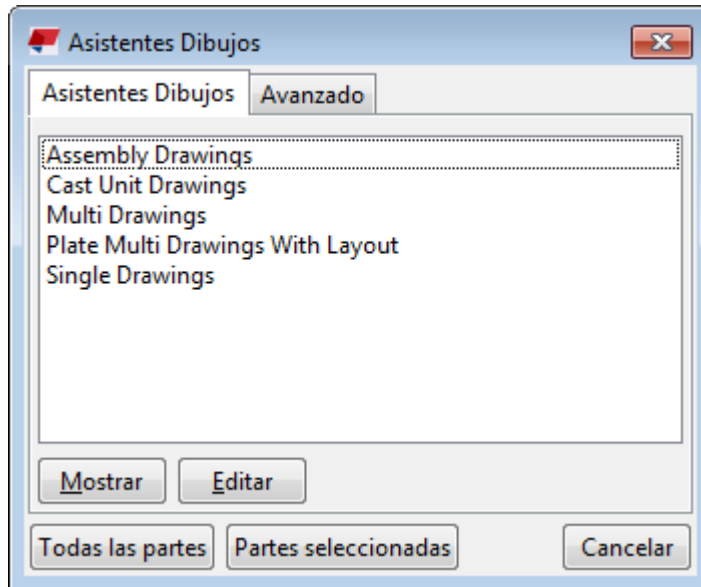 Asistentes Dibujos
Asistentes Dibujos Avanzado
Assembly Drawings
Cast Unit Drawings
Multi Drawings
Plate Multi Drawings With Layout
Single Drawings
Mostrar Editar
Todas las partes Partes seleccionadas Cancelar